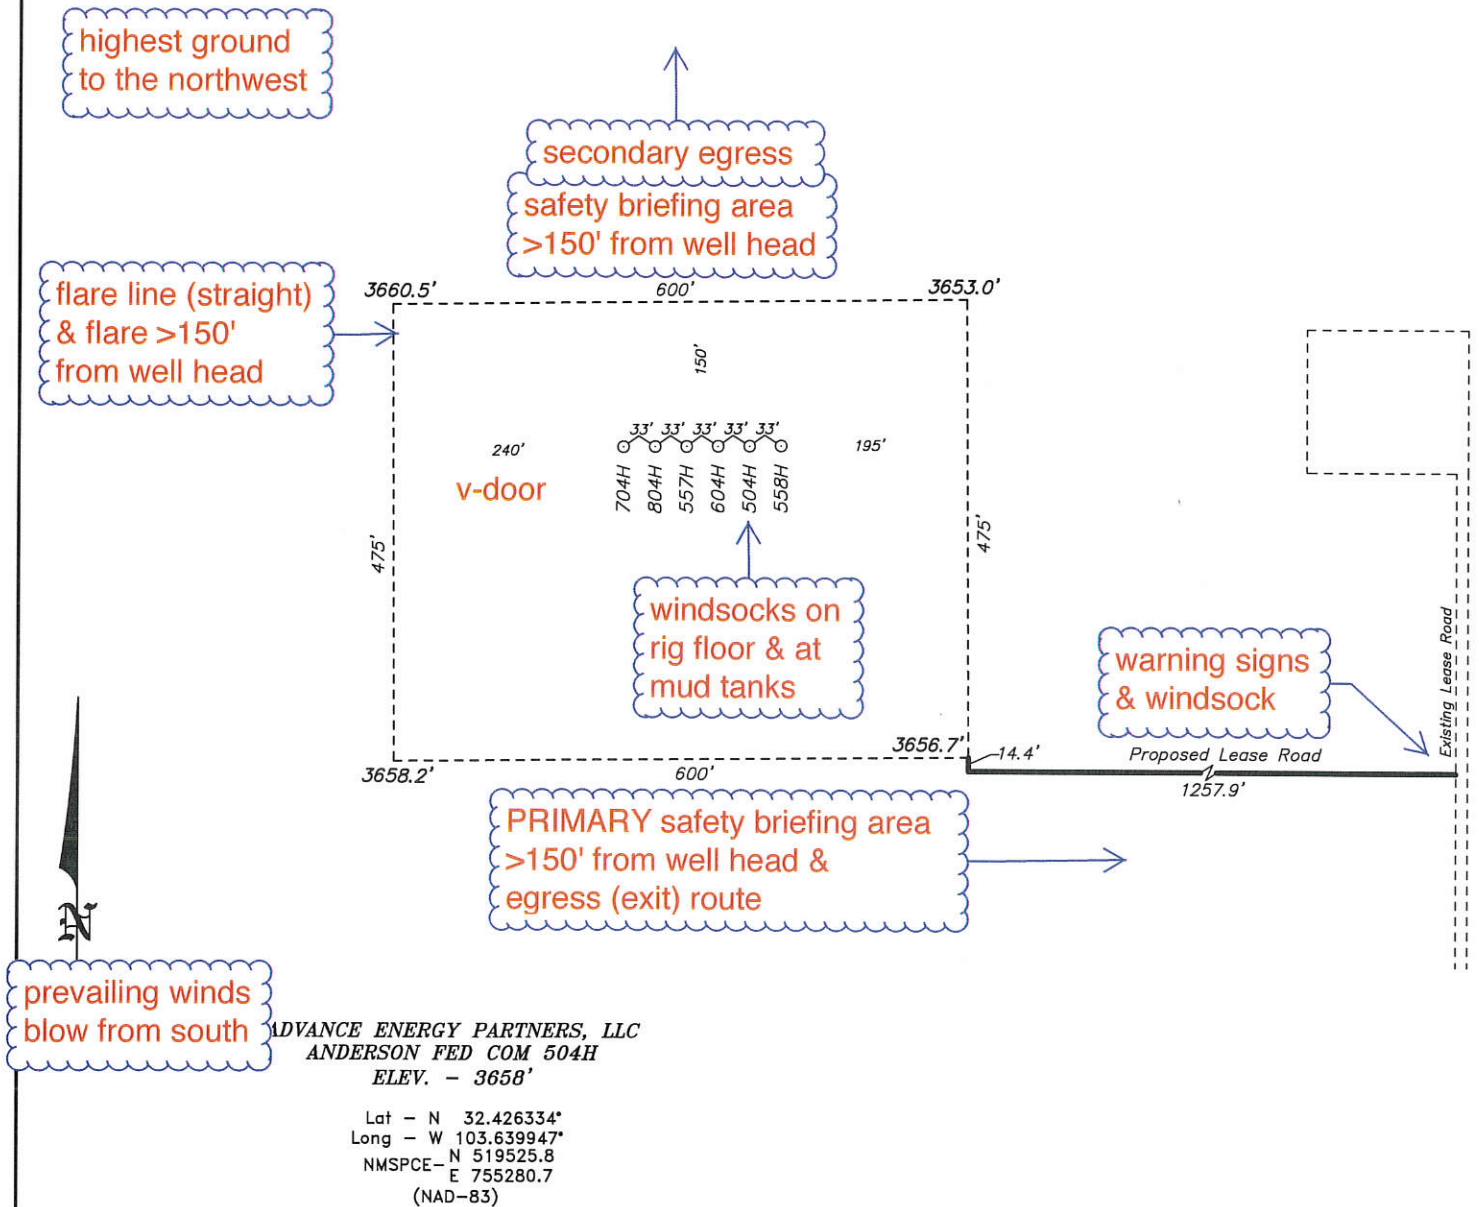 highest ground
to the northwest
secondary egress
safety briefing area
>150' from well head
flare line (straight)
& flare >150'
from well head
3660.5'
600'
3653.0'
150'
33' 33' 33' 33' 33'
240'
195'
v-door
704H
804H
557H
604H
504H
558H
475'
475'
windsocks on
rig floor & at
mud tanks
warning signs
& windsock
Existing Lease Road
3656.7'
14.4'
Proposed Lease Road
1257.9'
3658.2'
600'
PRIMARY safety briefing area
>150' from well head &
egress (exit) route
N
prevailing winds
blow from south
ADVANCE ENERGY PARTNERS, LLC
ANDERSON FED COM 504H
ELEV. - 3658'
Lat - N 32.426334°
Long - W 103.639947°
NMSPCE- N 519525.8
E 755280.7
(NAD-83)